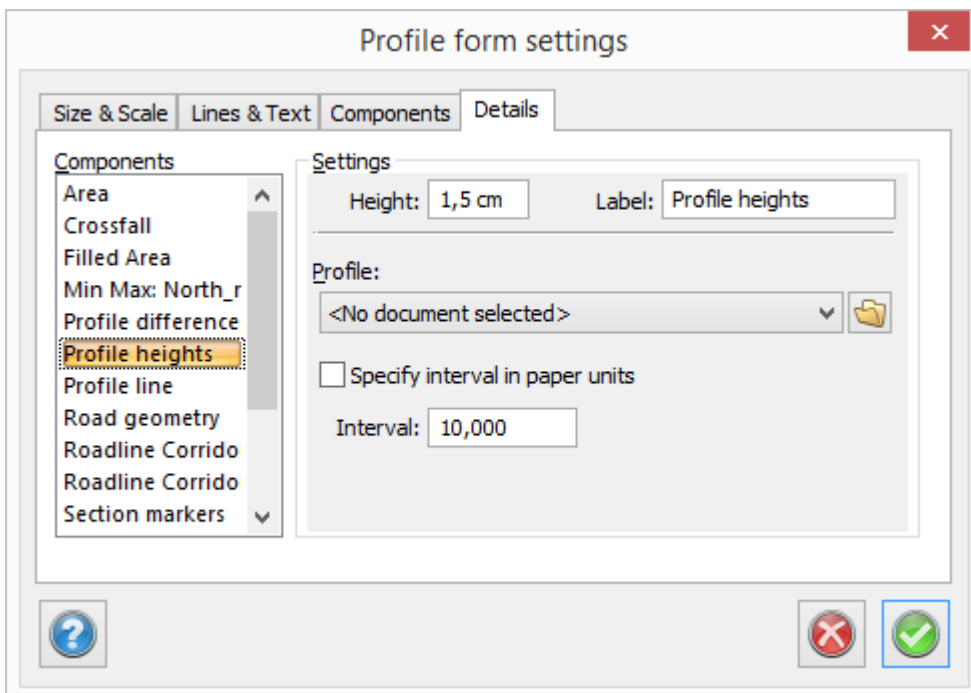 Profile form settings
Size & Scale
Lines & Text
Components
Details
Components
Area
Crossfall
Filled Area
Min Max: North_r
Profile difference
Profile heights
Profile line
Road geometry
Roadline Corrido
Roadline Corrido
Section markers
Settings
Height: 1,5 cm
Label: Profile heights
Profile:
<No document selected>
Specify interval in paper units
Interval: 10,000